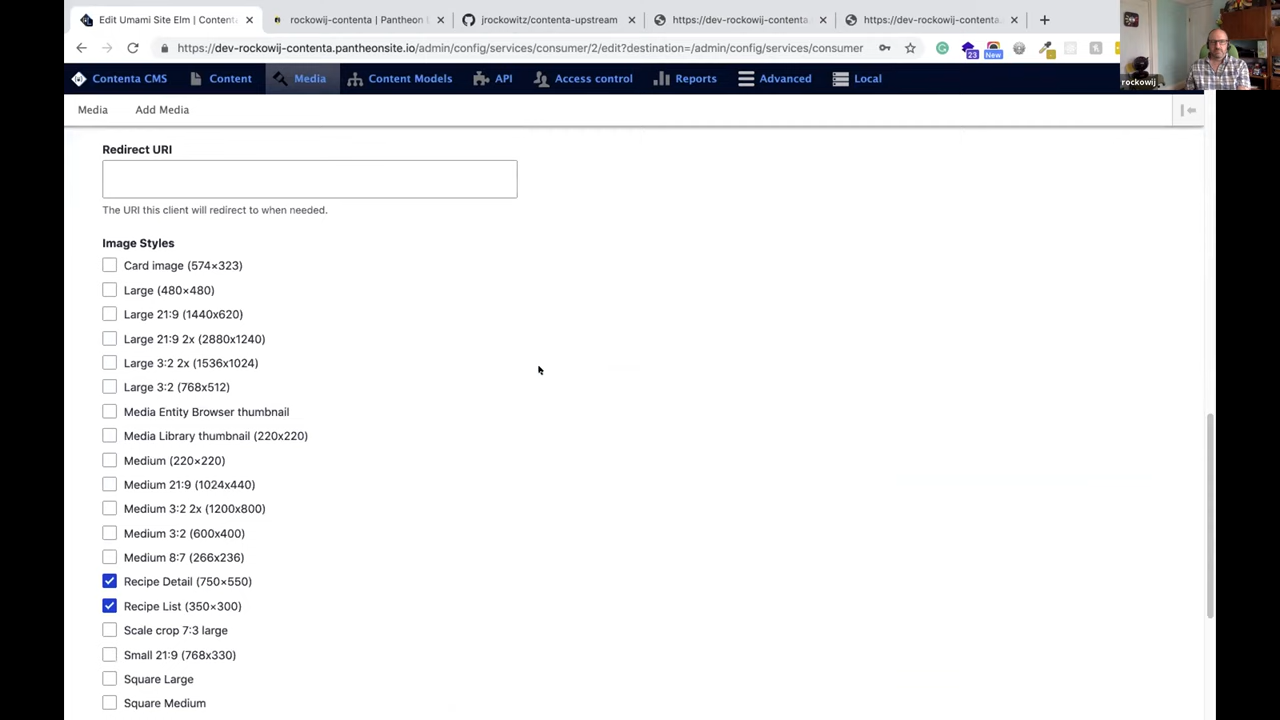 Edit Umami Site Elm | Content
rockowij-contenta | Pantheon
jrockowitz/contenta-upstream
https://dev-rockowij-contenta.
https://dev-rockowij-contenta.
https://dev-rockowij-contenta.pantheonsite.io/admin/config/services/consumer/2/edit?destination=/admin/config/services/consumer
23
New
rockowij
Contenta CMS
Content
Media
Content Models
API
Access control
Reports
Advanced
Local
Media
Add Media
Redirect URI
The URI this client will redirect to when needed.
Image Styles
Card image (574×323)
Large (480×480)
Large 21:9 (1440x620)
Large 21:9 2x (2880x1240)
Large 3:2 2x (1536x1024)
Large 3:2 (768x512)
Media Entity Browser thumbnail
Media Library thumbnail (220x220)
Medium (220×220)
Medium 21:9 (1024x440)
Medium 3:2 2x (1200x800)
Medium 3:2 (600x400)
Medium 8:7 (266x236)
Recipe Detail (750×550)
Recipe List (350×300)
Scale crop 7:3 large
Small 21:9 (768x330)
Square Large
Square Medium